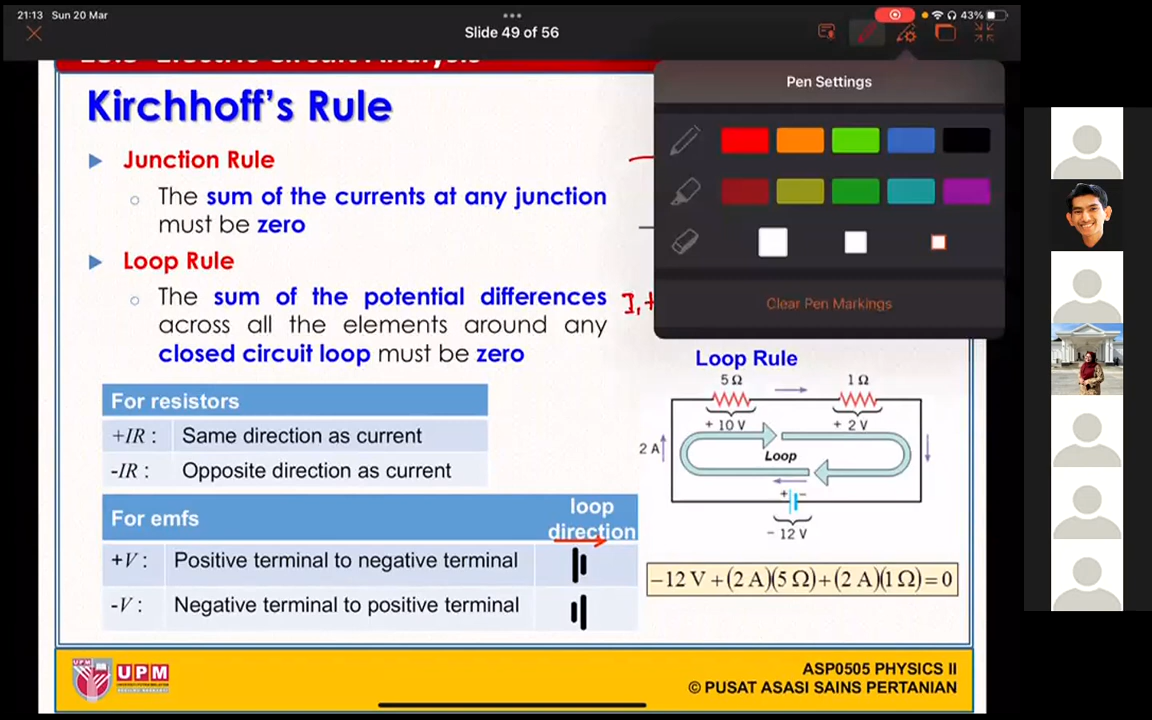 21:13 Sun 20 Mar
43%
Slide 49 of 56
Pen Settings
Clear Pen Markings
Kirchhoff's Rule
Junction Rule
The sum of the currents at any junction
must be zero
Loop Rule
The sum of the potential differences
across all the elements around any
closed circuit loop must be zero
I, +
For resistors
+IR : Same direction as current
-IR : Opposite direction as current
For emfs loop
direction
+V : Positive terminal to negative terminal
-V : Negative terminal to positive terminal
Loop Rule
5 Ω 1 Ω
+ 10 V + 2 V
2 A
Loop
+ −
− 12 V
−12 V + (2 A)(5 Ω) + (2 A)(1 Ω) = 0
UPM
UPM
ASP0505 PHYSICS II
© PUSAT ASASI SAINS PERTANIAN